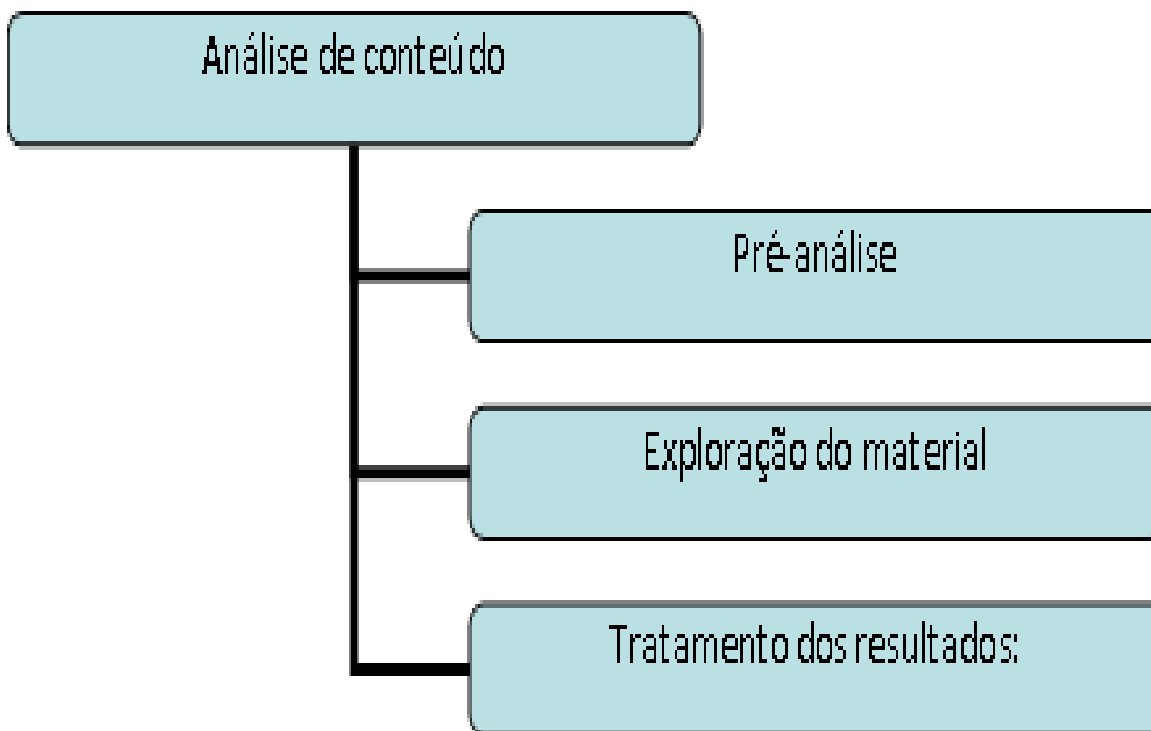 Análise de conteúdo
Pré-análise
Exploração do material
Tratamento dos resultados: